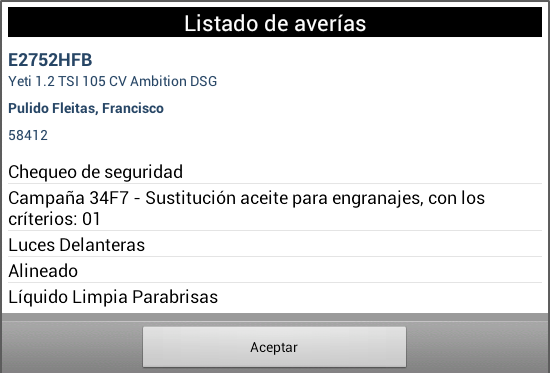 Listado de averías
E2752HFB
Yeti 1.2 TSI 105 CV Ambition DSG
Pulido Fleitas, Francisco
58412
Chequeo de seguridad
Campaña 34F7 - Sustitución aceite para engranajes, con los
críterios: 01
Luces Delanteras
Alineado
Líquido Limpia Parabrisas
Aceptar